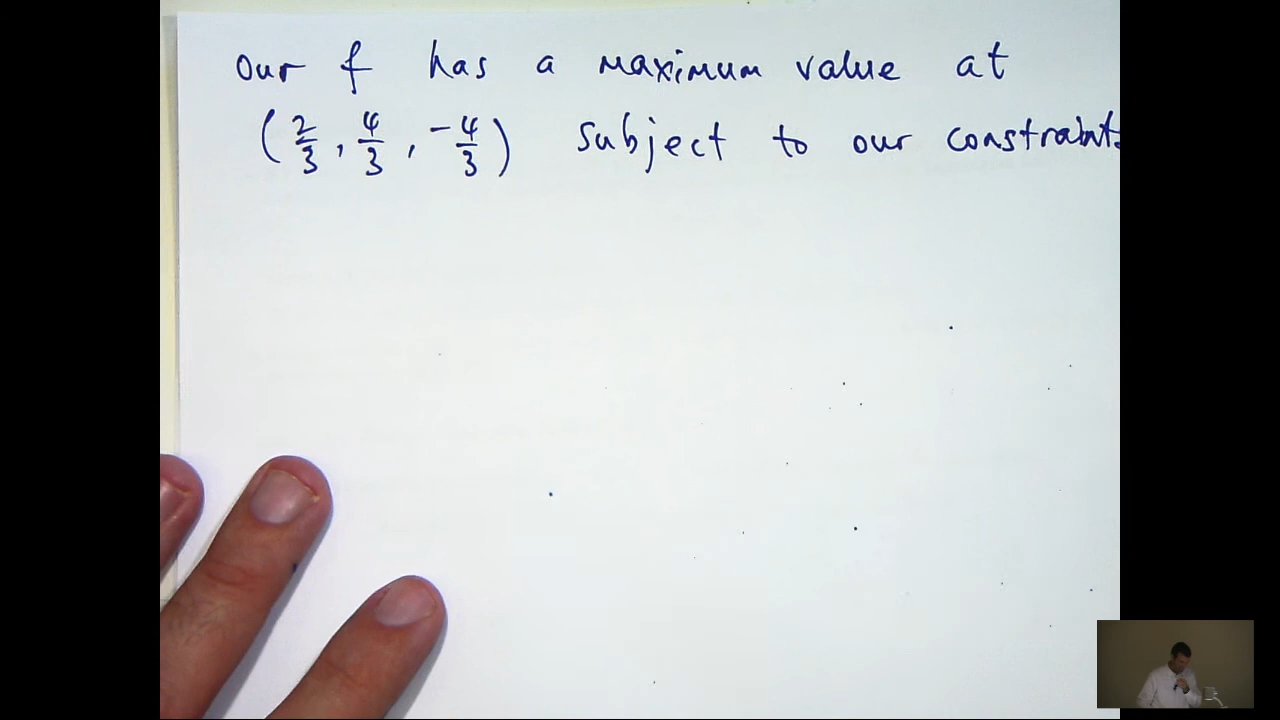 Our f has a maximum value at
(2/3, 4/3, -4/3) subject to our constraints